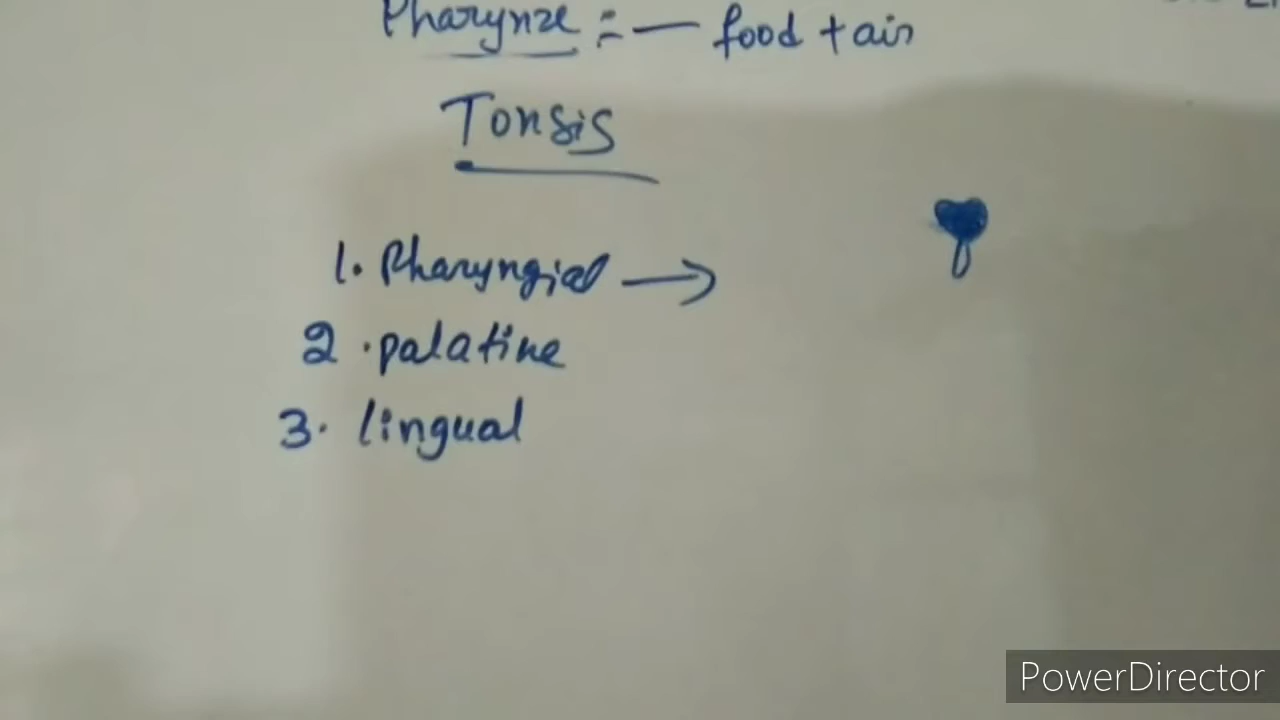 Pharynx :- — food + air
Tonsis
1. Pharyngial →
2. palatine
3. lingual
PowerDirector